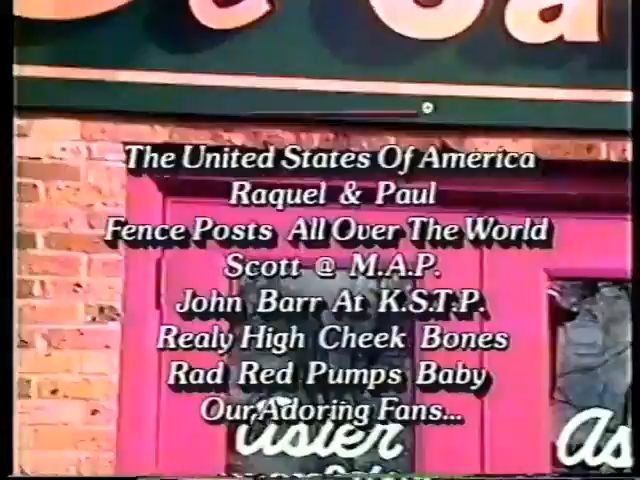 The United States Of America
Raquel & Paul
Fence Posts All Over The World
Scott @ M.A.P.
John Barr At K.S.T.P.
Realy High Cheek Bones
Rad Red Pumps Baby
Our Adoring Fans...